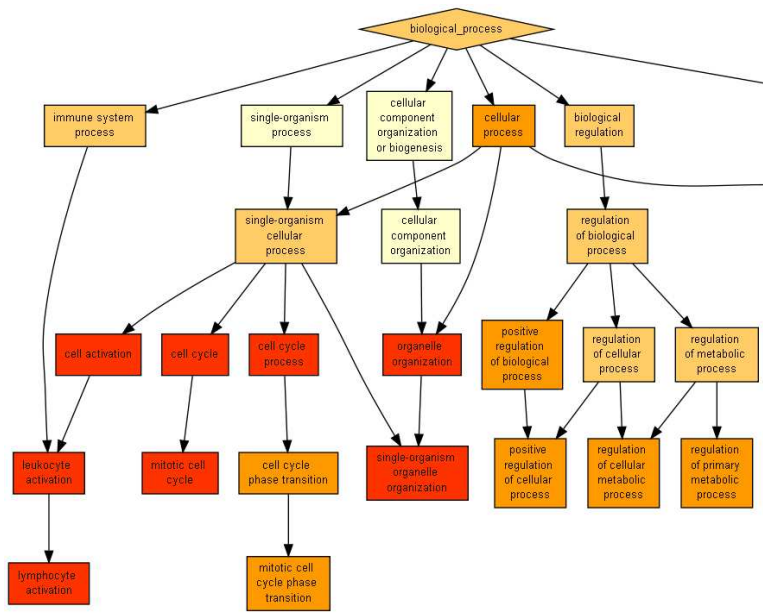 biological_process
immune system
process
single-organism
process
cellular
component
organization
or biogenesis
cellular
process
biological
regulation
single-organism
cellular
process
cellular
component
organization
regulation
of biological
process
cell activation
cell cycle
cell cycle
process
organelle
organization
positive
regulation
of biological
process
regulation
of cellular
process
regulation
of metabolic
process
leukocyte
activation
mitotic cell
cycle
cell cycle
phase transition
single-organism
organelle
organization
positive
regulation
of cellular
process
regulation
of cellular
metabolic
process
regulation
of primary
metabolic
process
lymphocyte
activation
mitotic cell
cycle phase
transition